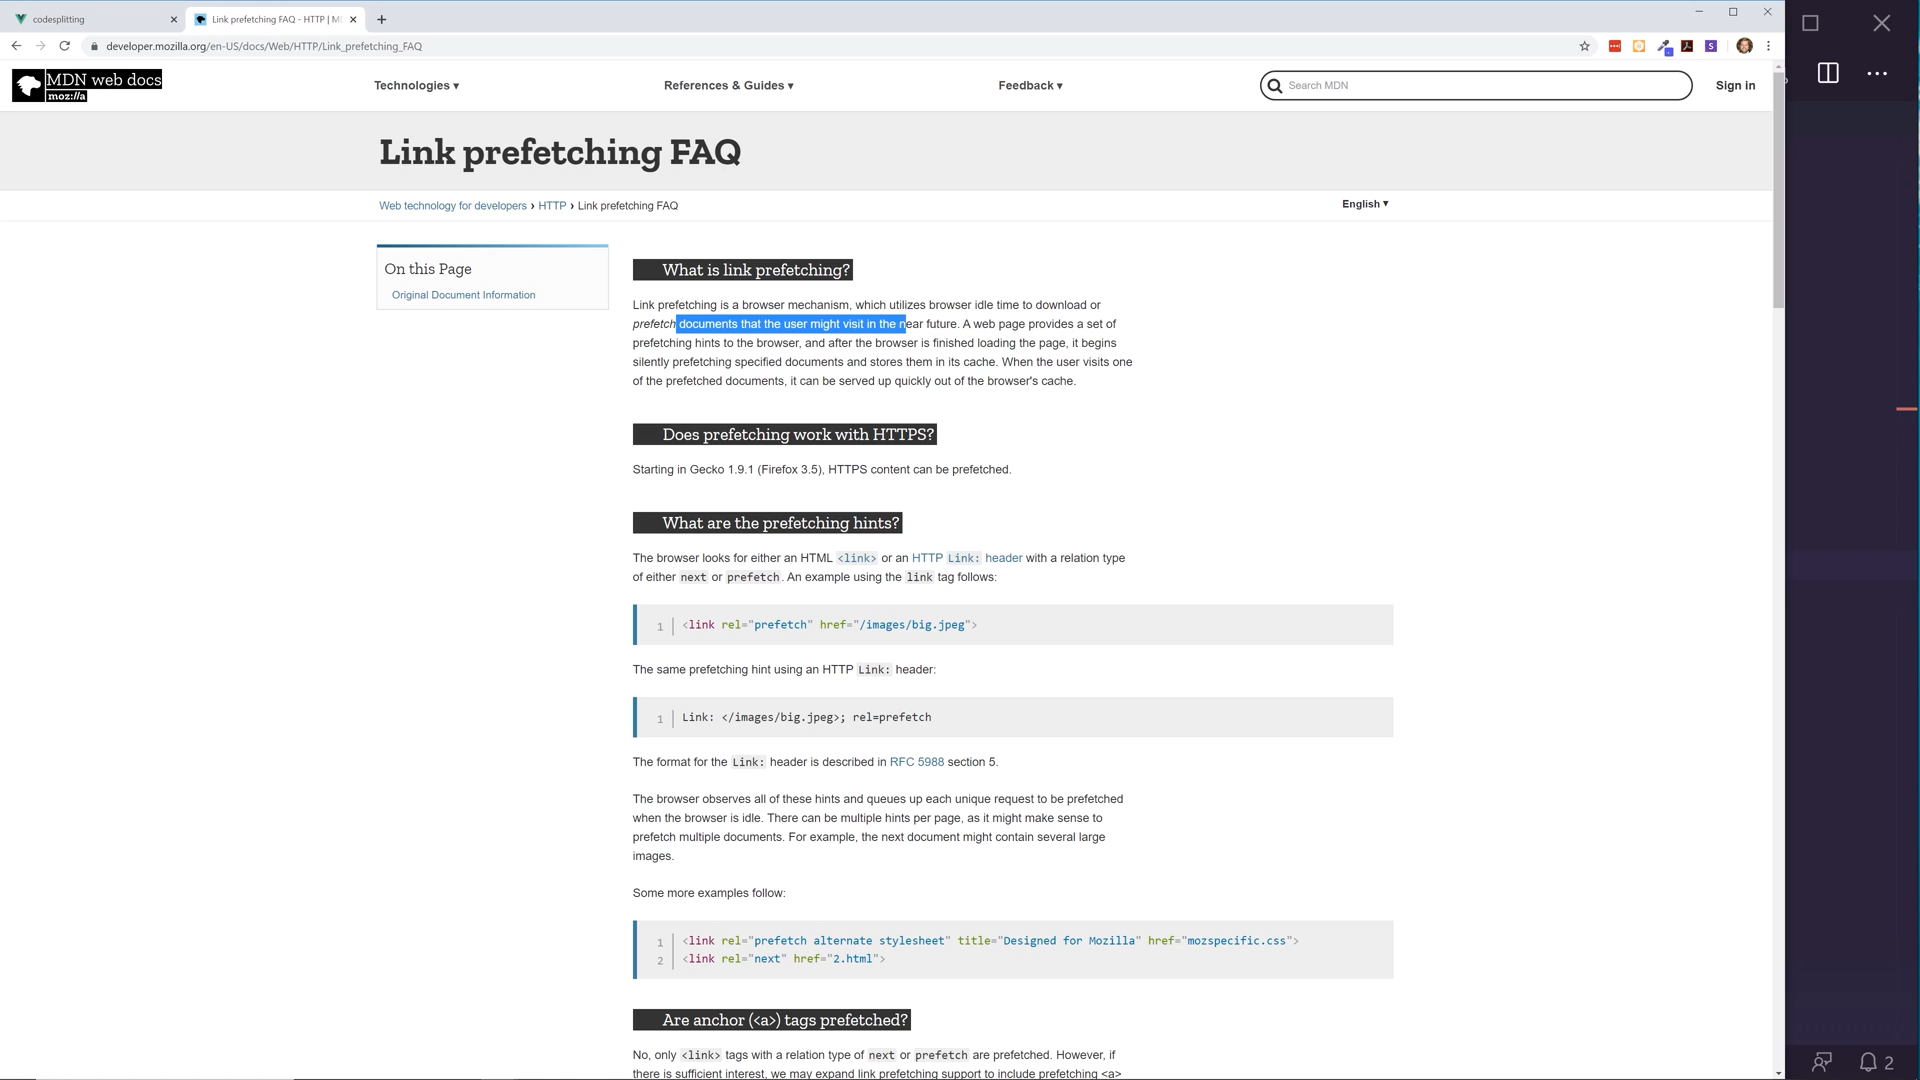 codesplitting
Link prefetching FAQ - HTTP | M
developer.mozilla.org/en-US/docs/Web/HTTP/Link_prefetching_FAQ
MDN web docs
moz://a
Technologies ▾
References & Guides ▾
Feedback ▾
Search MDN
Sign in
Link prefetching FAQ
Web technology for developers › HTTP › Link prefetching FAQ
English ▾
On this Page
Original Document Information
What is link prefetching?
Link prefetching is a browser mechanism, which utilizes browser idle time to download or
prefetch documents that the user might visit in the near future. A web page provides a set of
prefetching hints to the browser, and after the browser is finished loading the page, it begins
silently prefetching specified documents and stores them in its cache. When the user visits one
of the prefetched documents, it can be served up quickly out of the browser's cache.
Does prefetching work with HTTPS?
Starting in Gecko 1.9.1 (Firefox 3.5), HTTPS content can be prefetched.
What are the prefetching hints?
The browser looks for either an HTML <link> or an HTTP Link: header with a relation type
of either next or prefetch. An example using the link tag follows:
1 <link rel="prefetch" href="/images/big.jpeg">
The same prefetching hint using an HTTP Link: header:
1 Link: </images/big.jpeg>; rel=prefetch
The format for the Link: header is described in RFC 5988 section 5.
The browser observes all of these hints and queues up each unique request to be prefetched
when the browser is idle. There can be multiple hints per page, as it might make sense to
prefetch multiple documents. For example, the next document might contain several large
images.
Some more examples follow:
1 <link rel="prefetch alternate stylesheet" title="Designed for Mozilla" href="mozspecific.css">
2 <link rel="next" href="2.html">
Are anchor (<a>) tags prefetched?
No, only <link> tags with a relation type of next or prefetch are prefetched. However, if
there is sufficient interest, we may expand link prefetching support to include prefetching <a>
2